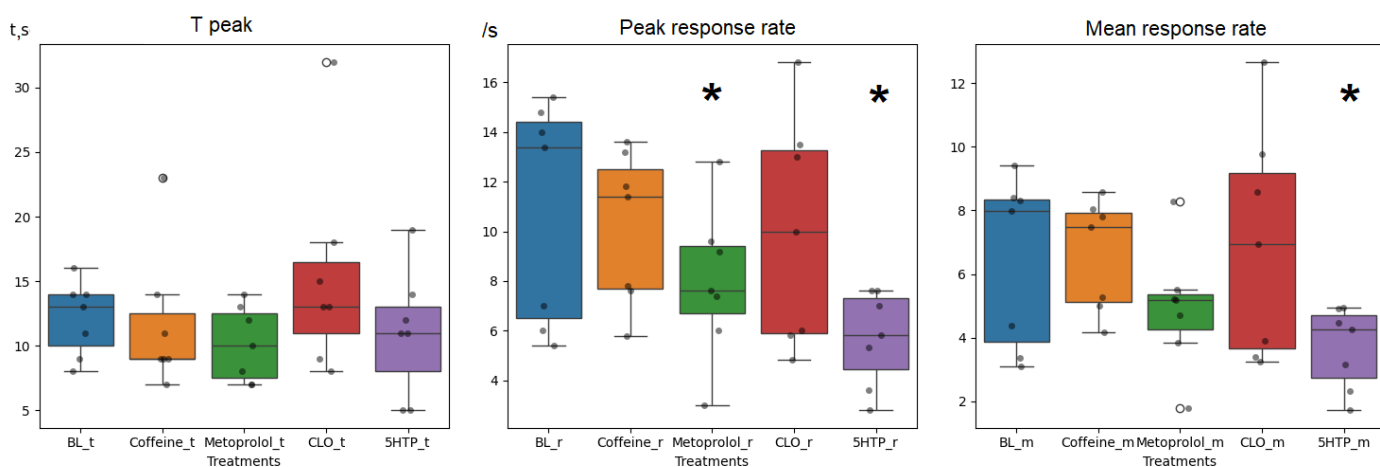 T peak
t,s
30
25
20
15
10
5
BL_t Coffeine_t Metoprolol_t CLO_t 5HTP_t
Treatments
Peak response rate
/s
16
14
12
10
8
6
4
* *
BL_r Coffeine_r Metoprolol_r CLO_r 5HTP_r
Treatments
Mean response rate
12
10
8
6
4
2
*
BL_m Coffeine_m Metoprolol_m CLO_m 5HTP_m
Treatments